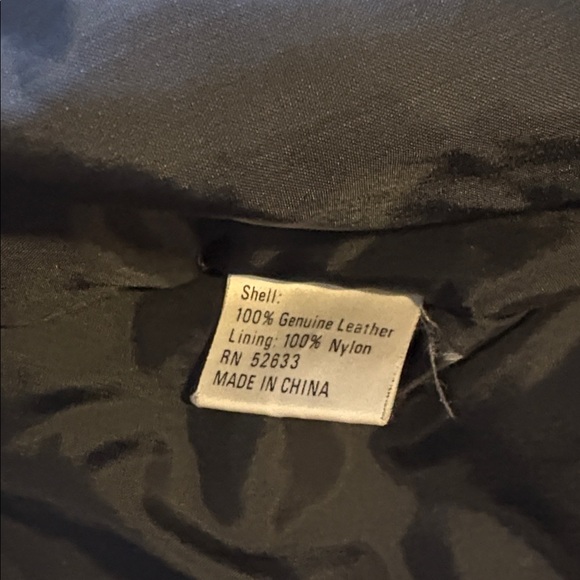 Shell:
100% Genuine Leather
Lining: 100% Nylon
RN 52633
MADE IN CHINA